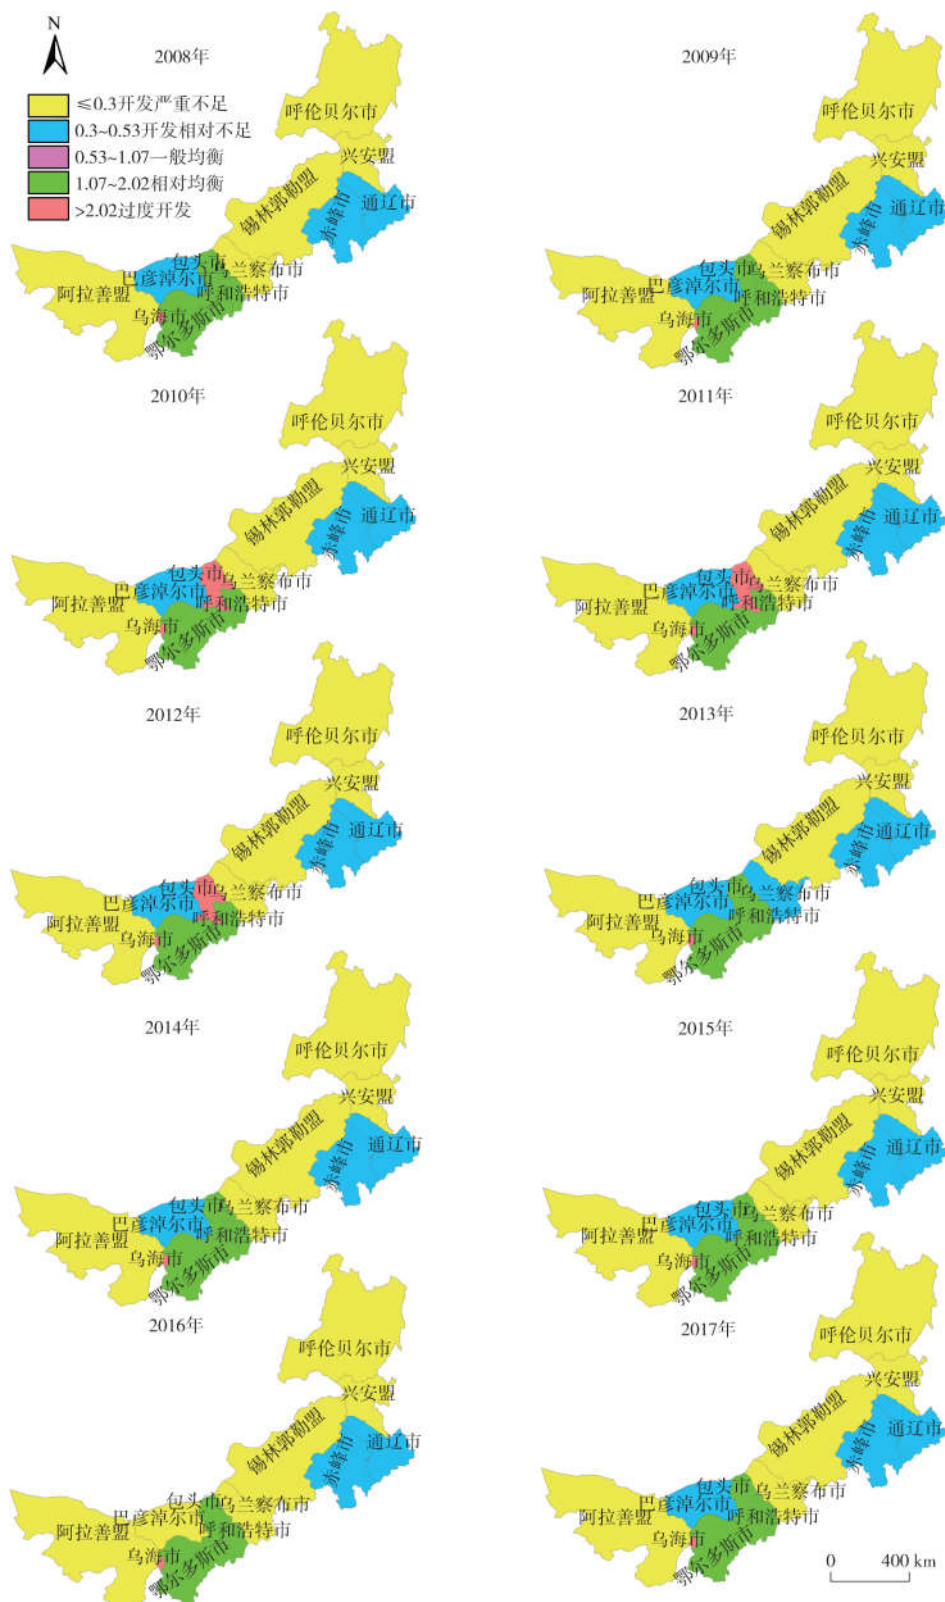 N
2008年
≤0.3开发严重不足
0.3~0.53开发相对不足
0.53~1.07一般均衡
1.07~2.02相对均衡
>2.02过度开发
呼伦贝尔市
兴安盟
锡林郭勒盟
通辽市
赤峰市
包头市
乌兰察布市
巴彦淖尔市
阿拉善盟
呼和浩特市
乌海市
鄂尔多斯市
2009年
呼伦贝尔市
兴安盟
锡林郭勒盟
通辽市
赤峰市
包头市
乌兰察布市
巴彦淖尔市
阿拉善盟
呼和浩特市
乌海市
鄂尔多斯市
2010年
呼伦贝尔市
兴安盟
锡林郭勒盟
通辽市
赤峰市
包头市
乌兰察布市
巴彦淖尔市
阿拉善盟
呼和浩特市
乌海市
鄂尔多斯市
2011年
呼伦贝尔市
兴安盟
锡林郭勒盟
通辽市
赤峰市
包头市
乌兰察布市
巴彦淖尔市
阿拉善盟
呼和浩特市
乌海市
鄂尔多斯市
2012年
呼伦贝尔市
兴安盟
锡林郭勒盟
通辽市
赤峰市
包头市
乌兰察布市
巴彦淖尔市
阿拉善盟
呼和浩特市
乌海市
鄂尔多斯市
2013年
呼伦贝尔市
兴安盟
锡林郭勒盟
通辽市
赤峰市
包头市
乌兰察布市
巴彦淖尔市
阿拉善盟
呼和浩特市
乌海市
鄂尔多斯市
2014年
呼伦贝尔市
兴安盟
锡林郭勒盟
通辽市
赤峰市
包头市
乌兰察布市
巴彦淖尔市
阿拉善盟
呼和浩特市
乌海市
鄂尔多斯市
2015年
呼伦贝尔市
兴安盟
锡林郭勒盟
通辽市
赤峰市
包头市
乌兰察布市
巴彦淖尔市
阿拉善盟
呼和浩特市
乌海市
鄂尔多斯市
2016年
呼伦贝尔市
兴安盟
锡林郭勒盟
通辽市
赤峰市
包头市
乌兰察布市
巴彦淖尔市
阿拉善盟
呼和浩特市
乌海市
鄂尔多斯市
2017年
呼伦贝尔市
兴安盟
锡林郭勒盟
通辽市
赤峰市
包头市
乌兰察布市
巴彦淖尔市
阿拉善盟
呼和浩特市
乌海市
鄂尔多斯市
0 400 km